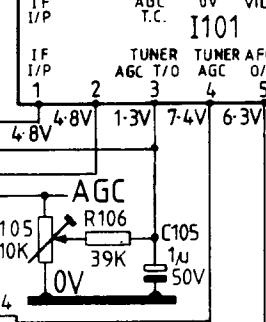 IF AGC 0V
I/P T.C.
I101
IF TUNER TUNER AF
I/P AGC T/O AGC O/
1 2 3 4 5
4·8V 4·8V 1·3V 7·4V 6·3V
AGC
105 R106 C105
10K 39K 1µ
50V
0V
4